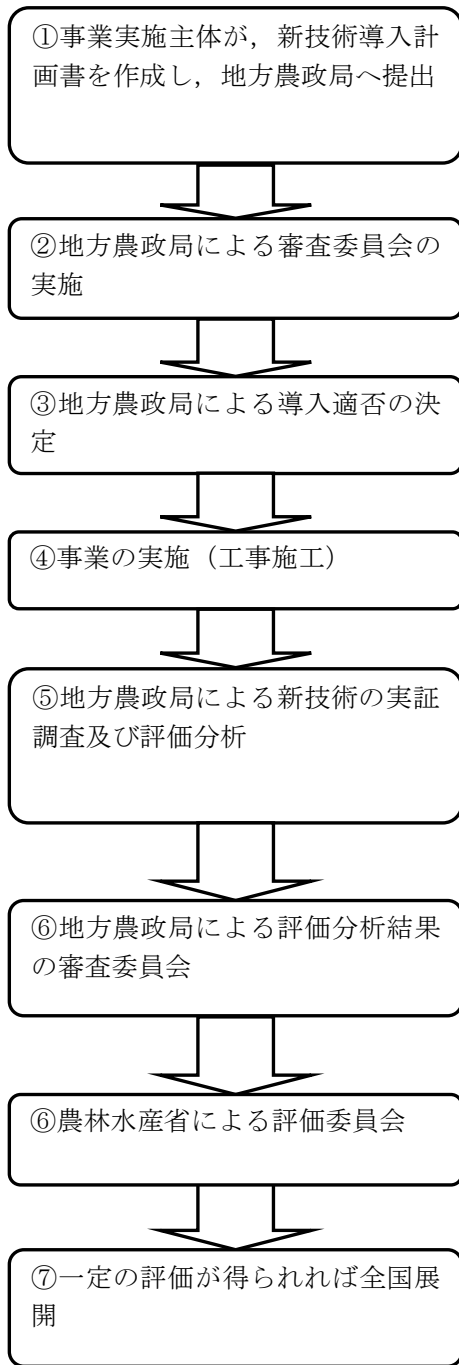 ①事業実施主体が，新技術導入計
画書を作成し，地方農政局へ提出
②地方農政局による審査委員会の
実施
③地方農政局による導入適否の決
定
④事業の実施（工事施工）
⑤地方農政局による新技術の実証
調査及び評価分析
⑥地方農政局による評価分析結果
の審査委員会
⑥農林水産省による評価委員会
⑦一定の評価が得られれば全国展
開